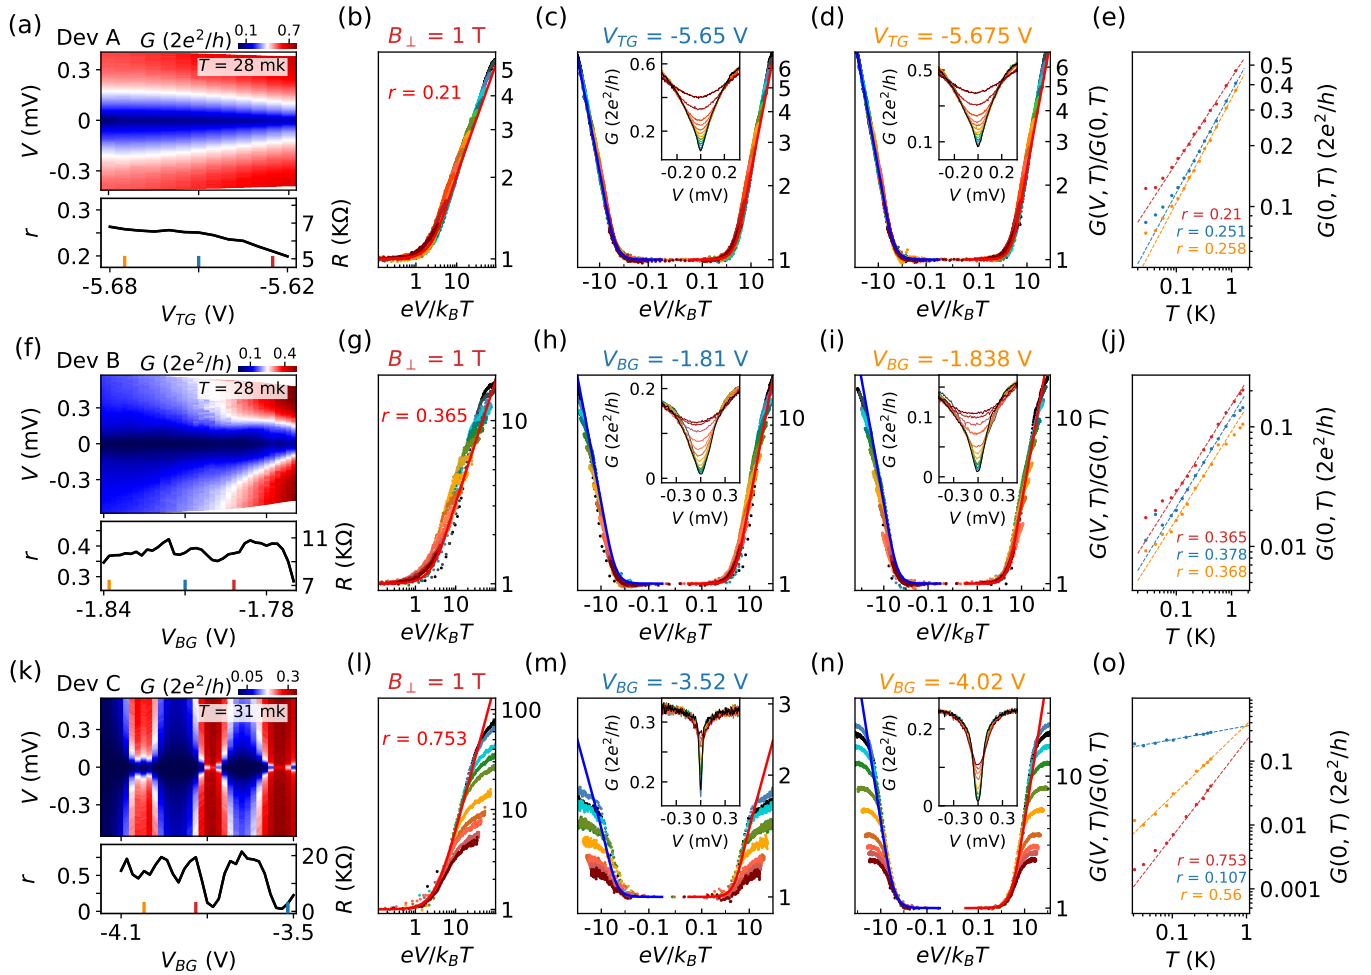 (a)
Dev A
G (2e²/h)
0.1
0.7
T = 28 mk
V (mV)
0.3
0
-0.3
r
0.3
0.2
7
5
R (KΩ)
-5.68
-5.62
V_TG (V)
(b)
B⊥ = 1 T
r = 0.21
5
4
3
2
1
1
10
eV/k_BT
(c)
V_TG = -5.65 V
G (2e²/h)
0.6
0.2
-0.2
0.2
V (mV)
6
5
4
3
2
1
-10
-0.1
0.1
10
eV/k_BT
(d)
V_TG = -5.675 V
G (2e²/h)
0.5
0.1
-0.2
0.2
V (mV)
6
5
4
3
2
1
G(V, T)/G(0, T)
-10
-0.1
0.1
10
eV/k_BT
(e)
r = 0.21
r = 0.251
r = 0.258
0.5
0.4
0.3
0.2
0.1
G(0, T) (2e²/h)
0.1
1
T (K)
(f)
Dev B
G (2e²/h)
0.1
0.4
T = 28 mk
V (mV)
0.3
0
-0.3
r
0.4
0.3
11
9
7
R (KΩ)
-1.84
-1.78
V_BG (V)
(g)
B⊥ = 1 T
r = 0.365
10
1
1
10
eV/k_BT
(h)
V_BG = -1.81 V
G (2e²/h)
0.2
0
-0.3
0.3
V (mV)
10
1
-10
-0.1
0.1
10
eV/k_BT
(i)
V_BG = -1.838 V
G (2e²/h)
0.1
0
-0.3
0.3
V (mV)
10
1
G(V, T)/G(0, T)
-10
-0.1
0.1
10
eV/k_BT
(j)
r = 0.365
r = 0.378
r = 0.368
0.1
0.01
G(0, T) (2e²/h)
0.1
1
T (K)
(k)
Dev C
G (2e²/h)
0.05
0.3
T = 31 mk
V (mV)
0.3
0
-0.3
r
0.5
0
20
0
R (KΩ)
-4.1
-3.5
V_BG (V)
(l)
B⊥ = 1 T
r = 0.753
100
10
1
1
10
eV/k_BT
(m)
V_BG = -3.52 V
G (2e²/h)
0.3
0.2
-0.3
0.3
V (mV)
3
2
1
-10
-0.1
0.1
10
eV/k_BT
(n)
V_BG = -4.02 V
G (2e²/h)
0.2
0
-0.3
0.3
V (mV)
10
1
G(V, T)/G(0, T)
-10
-0.1
0.1
10
eV/k_BT
(o)
r = 0.753
r = 0.107
r = 0.56
0.1
0.01
0.001
G(0, T) (2e²/h)
0.1
1
T (K)